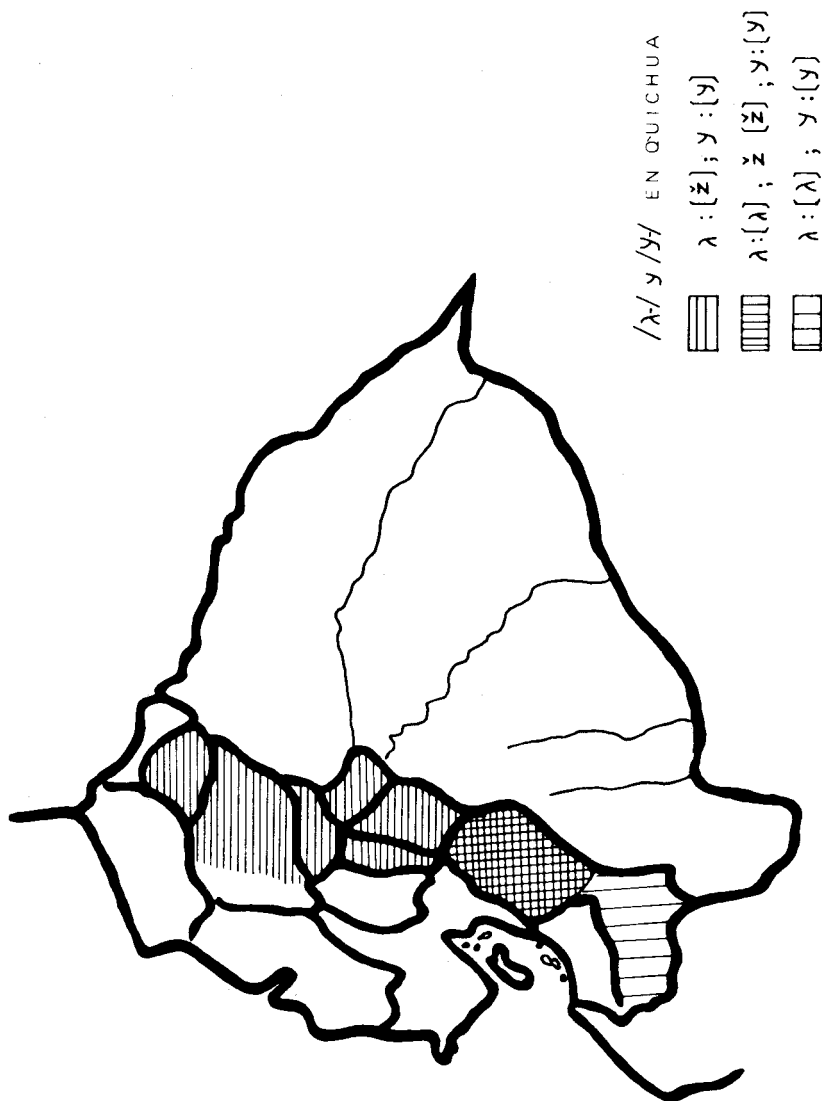 /λ-/ y /y-/ EN QUICHUA
λ : [ž] ; y : [y]
λ : [λ] ; ž [ž] ; y : [y]
λ : [λ] ; y : [y]